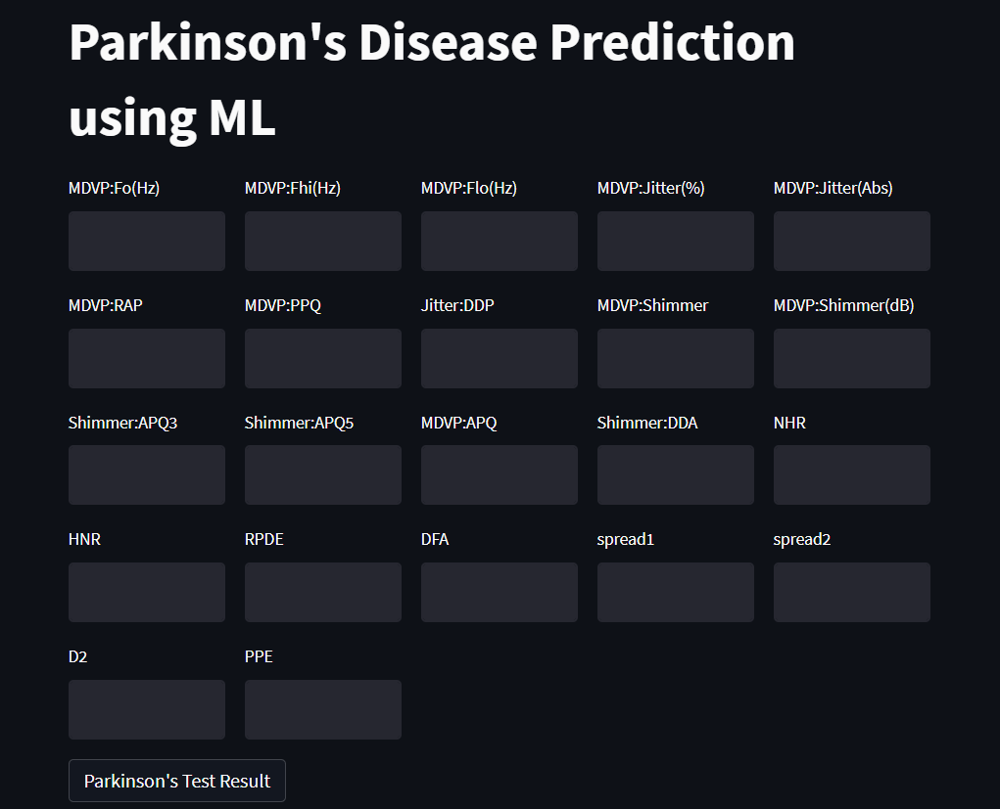 Parkinson's Disease Prediction
using ML
MDVP:Fo(Hz) MDVP:Fhi(Hz) MDVP:Flo(Hz) MDVP:Jitter(%) MDVP:Jitter(Abs)
MDVP:RAP MDVP:PPQ Jitter:DDP MDVP:Shimmer MDVP:Shimmer(dB)
Shimmer:APQ3 Shimmer:APQ5 MDVP:APQ Shimmer:DDA NHR
HNR RPDE DFA spread1 spread2
D2 PPE
Parkinson's Test Result